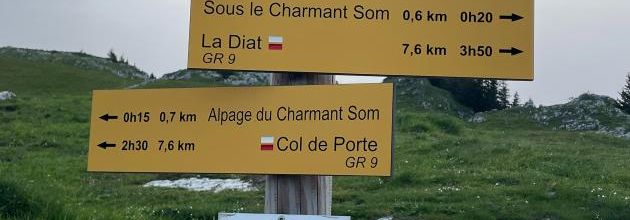 Sous le Charmant Som 0,6 km 0h20 →
La Diat 7,6 km 3h50 →
GR 9
← 0h15 0,7 km Alpage du Charmant Som
← 2h30 7,6 km Col de Porte
GR 9